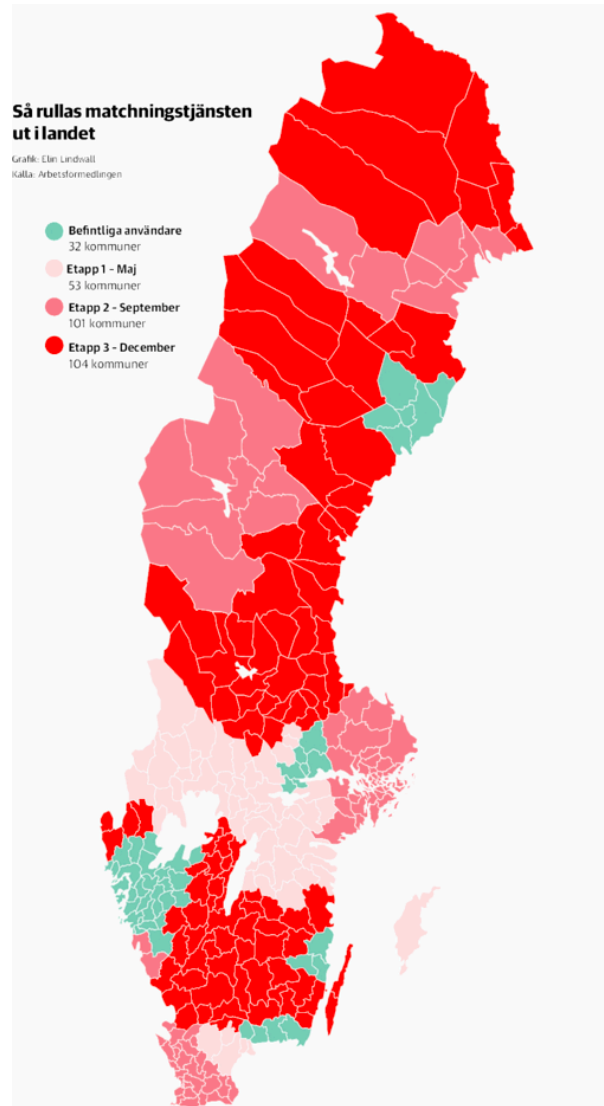 Så rullas matchningstjänsten
ut i landet
Grafik: Elin Lindwall
Källa: Arbetsförmedlingen
Befintliga användare
32 kommuner
Etapp 1 - Maj
53 kommuner
Etapp 2 - September
101 kommuner
Etapp 3 - December
104 kommuner